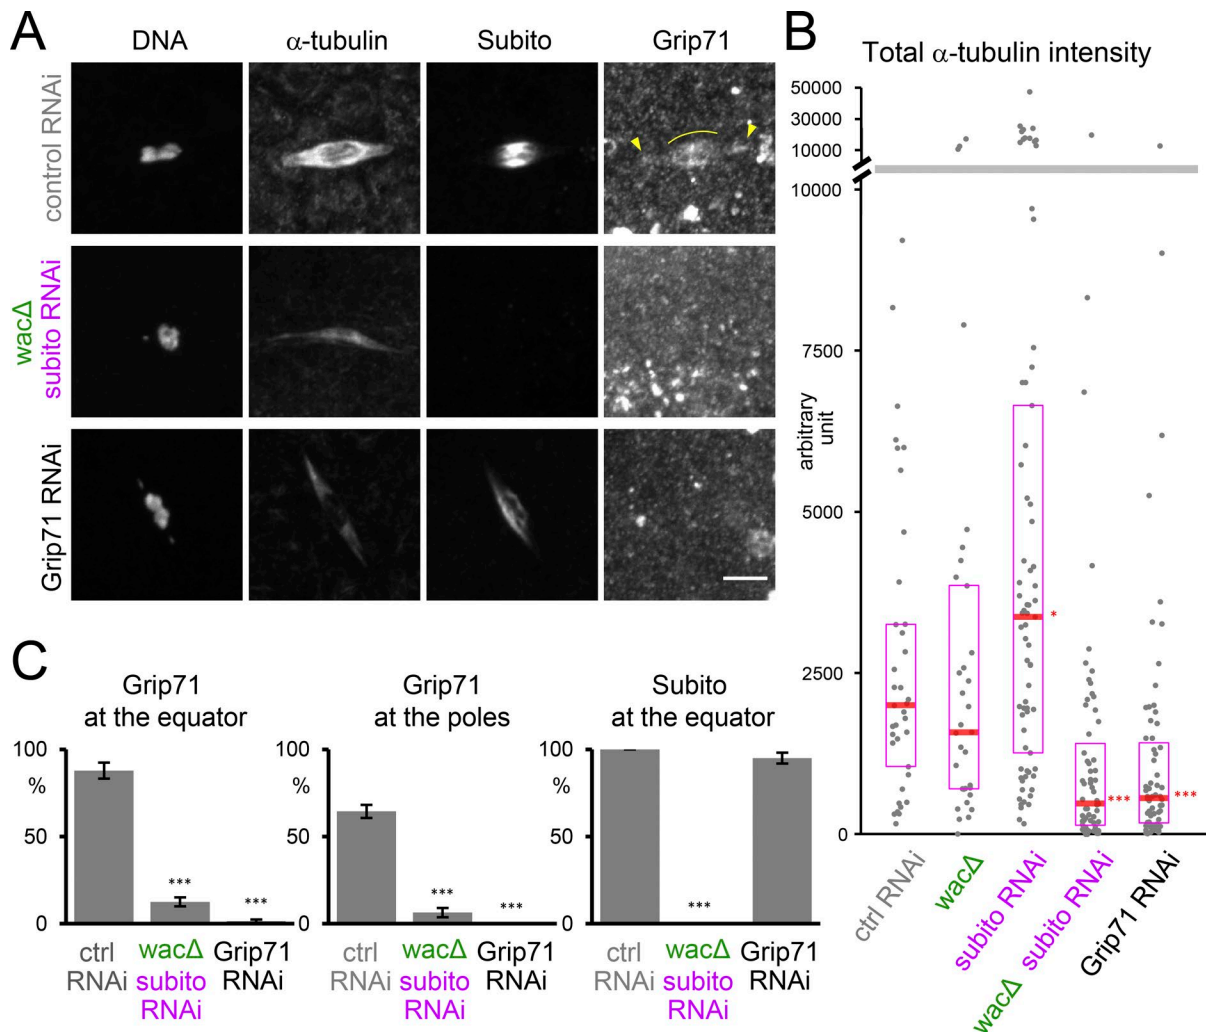 A
DNA
α-tubulin
Subito
Grip71
control RNAi
wacΔ
subito RNAi
Grip71 RNAi
B
Total α-tubulin intensity
50000
30000
10000
10000
7500
5000
2500
0
arbitrary
unit
*
***
***
ctrl RNAi
wacΔ
subito RNAi
wacΔ subito RNAi
Grip71 RNAi
C
Grip71
at the equator
100
%
50
0
***
***
ctrl
RNAi
wacΔ
subito
RNAi
Grip71
RNAi
Grip71
at the poles
100
%
50
0
***
***
ctrl
RNAi
wacΔ
subito
RNAi
Grip71
RNAi
Subito
at the equator
100
%
50
0
***
ctrl
RNAi
wacΔ
subito
RNAi
Grip71
RNAi